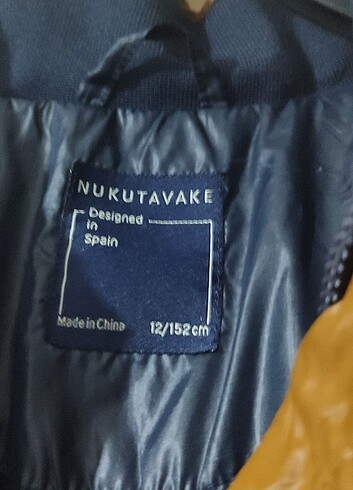 NUKUTAVAKE
Designed
in
Spain
Made in China 12/152cm